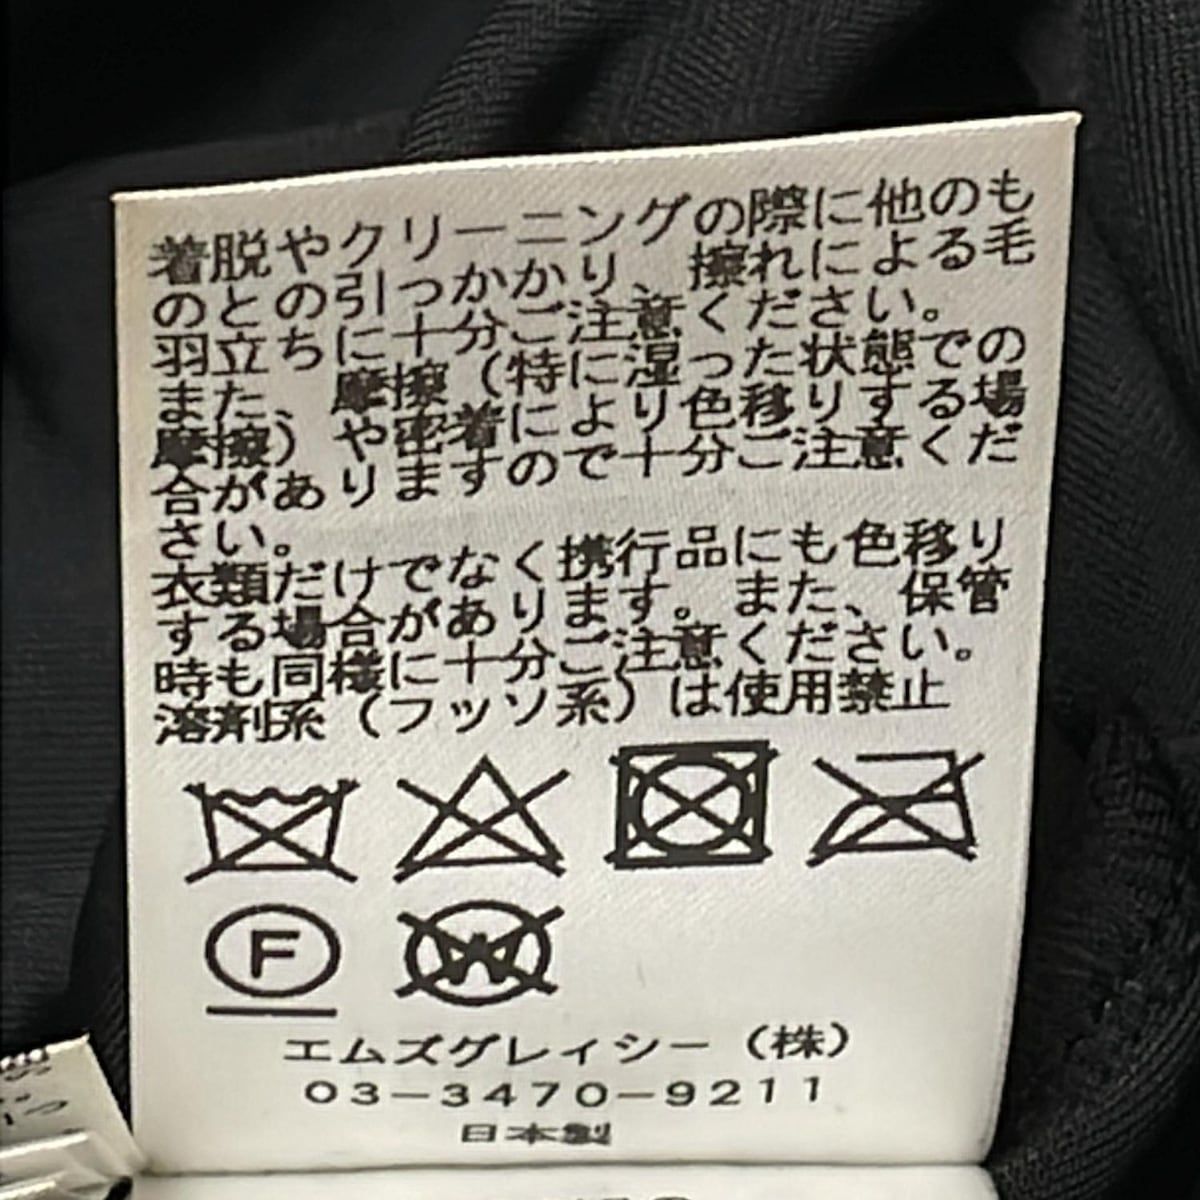 着脱やクリーニングの際に他のも
のとの引っかかり、擦れによる毛
羽立ちに十分ご注意ください。
また、摩擦（特に湿った状態での
摩擦）や密着により色移りする場
合がありますので十分ご注意くだ
さい。
衣類だけでなく携行品にも色移り
する場合があります。また、保管
時も同様に十分ご注意ください。
溶剤系（フッソ系）は使用禁止
F W
エムズグレイシー（株）
03-3470-9211
日本製